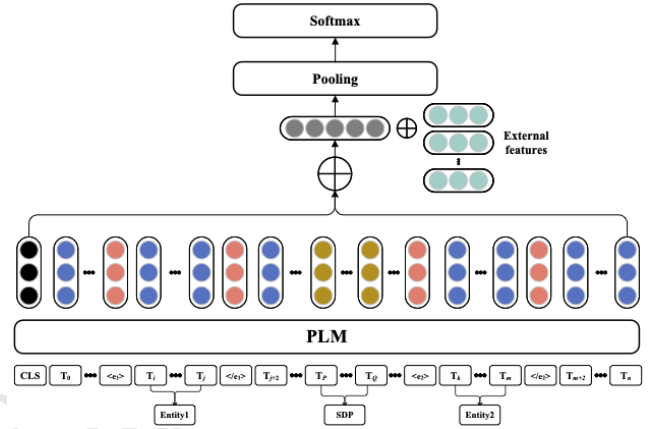 Softmax
Pooling
External
features
PLM
CLS T₀ ••• <e₁> Tᵢ ••• Tⱼ </e₁> Tⱼ₊₂ ••• T_P ••• T_Q ••• <e₂> Tₖ ••• Tₘ </e₂> Tₘ₊₂ ••• Tₙ
Entity1 SDP Entity2